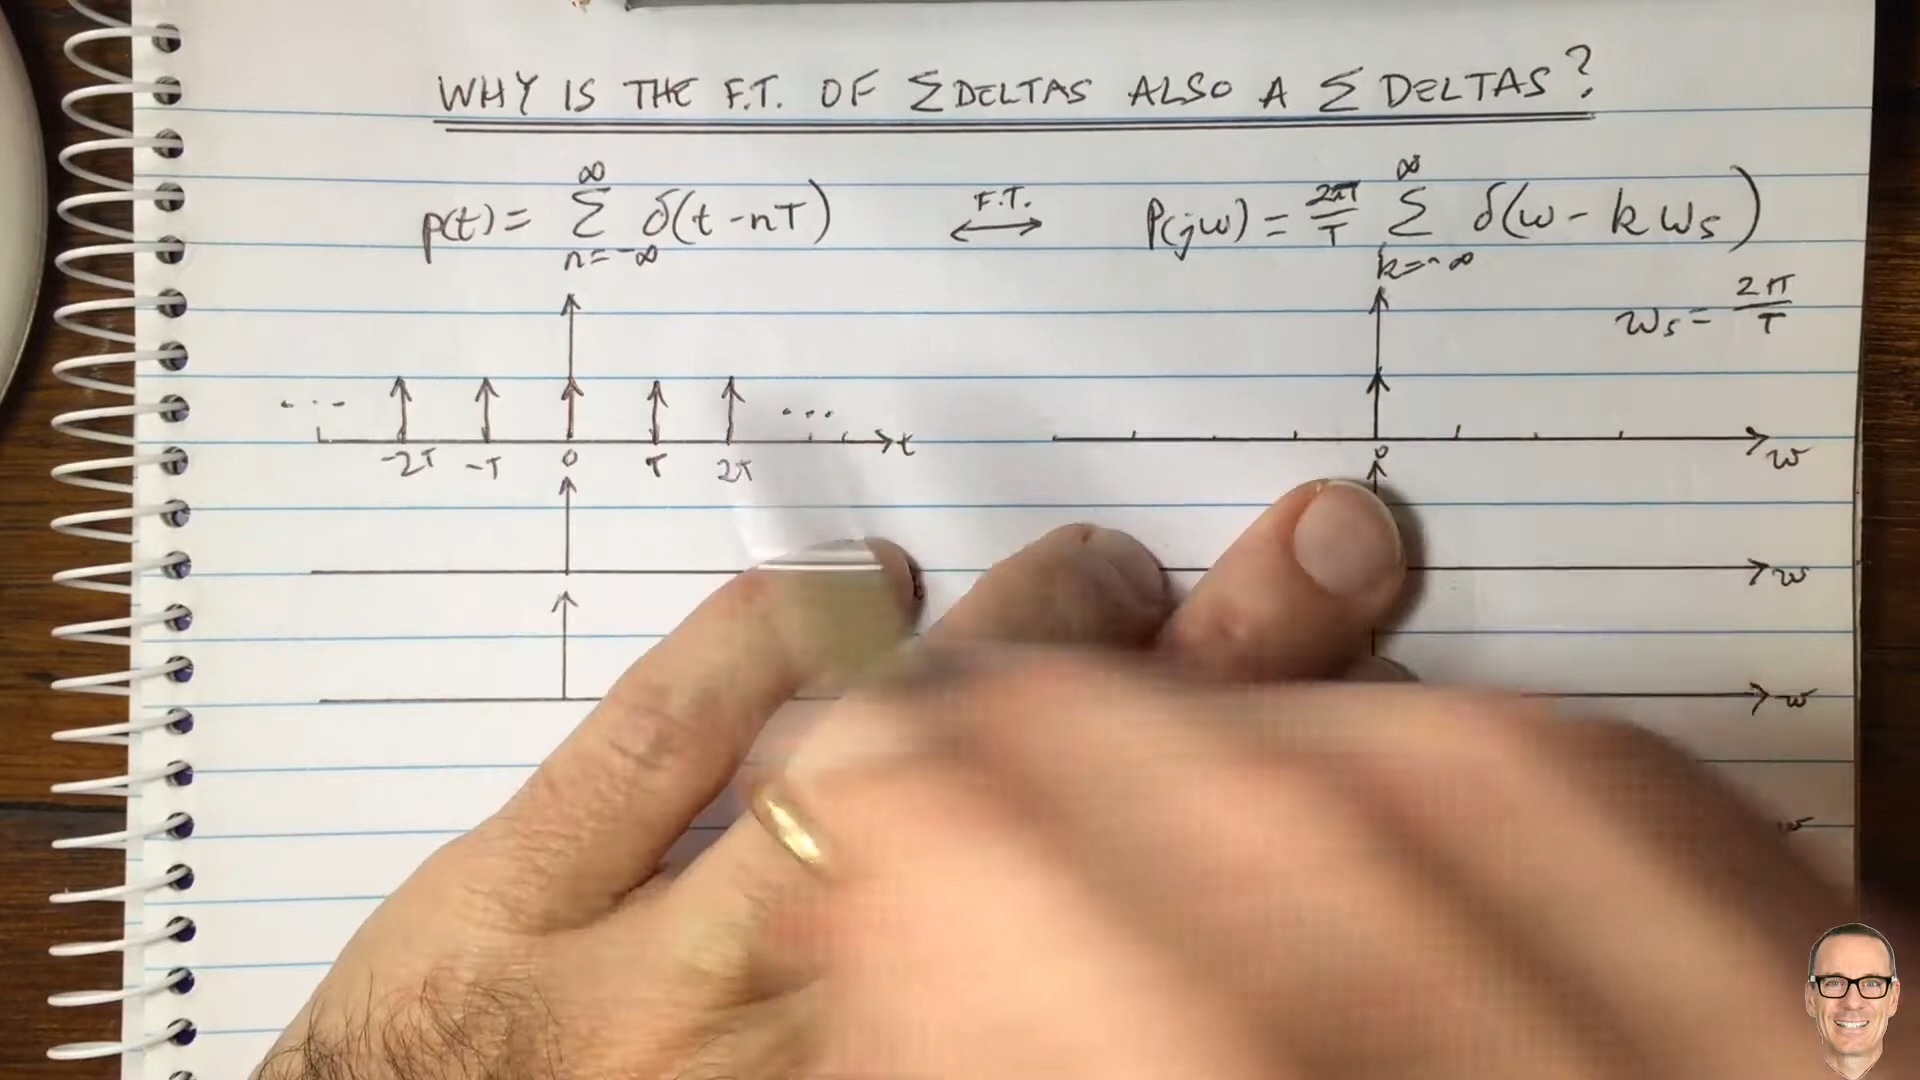 WHY IS THE F.T. OF Σ DELTAS ALSO A Σ DELTAS?
p(t) = ∑_{n=-∞}^{∞} δ(t - nT) ⟷ F.T. P(jω) = 2π/T ∑_{k=-∞}^{∞} δ(ω - kωs)
ωs = 2π/T
... -2T -T 0 T 2T ... t
0 ω
ω
ω
ω